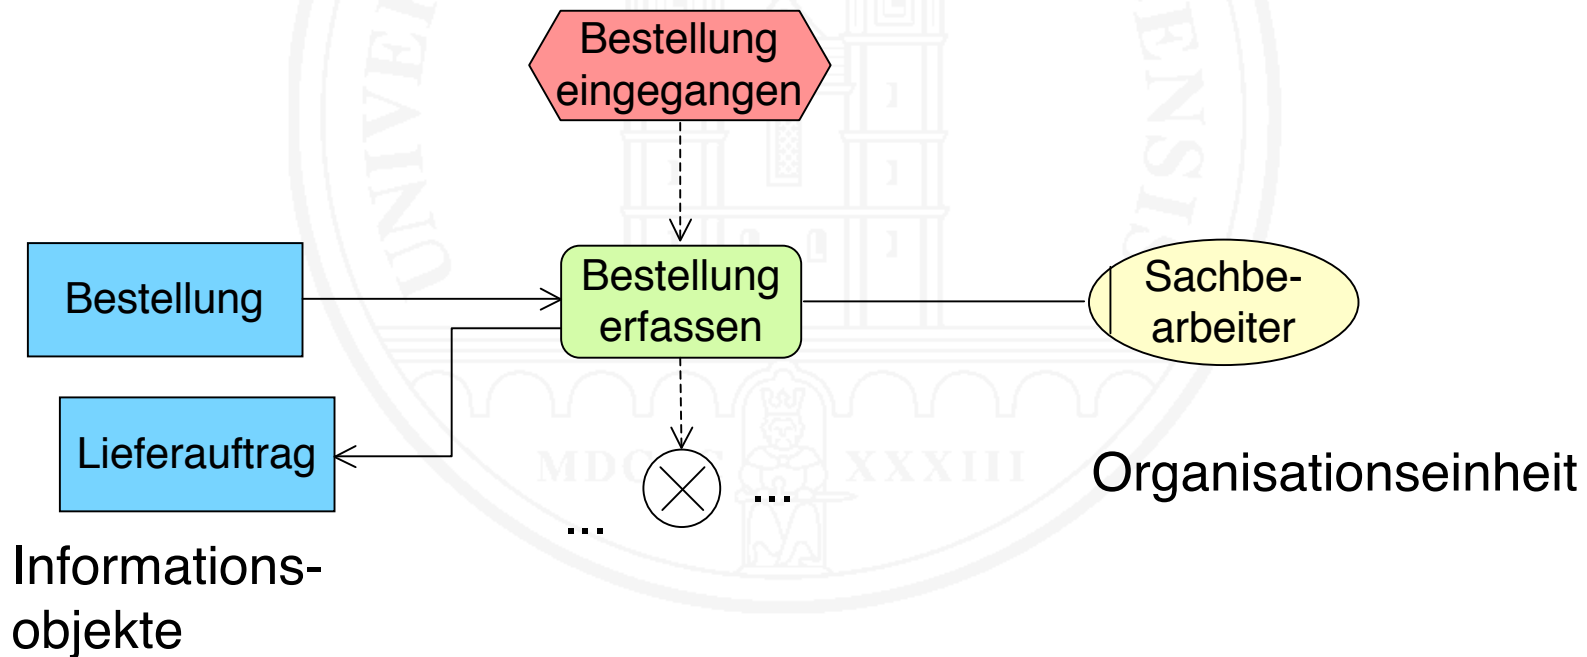 Bestellung
eingegangen
Bestellung
Bestellung
erfassen
Sachbe-
arbeiter
Lieferauftrag
...
...
Organisationseinheit
Informations-
objekte